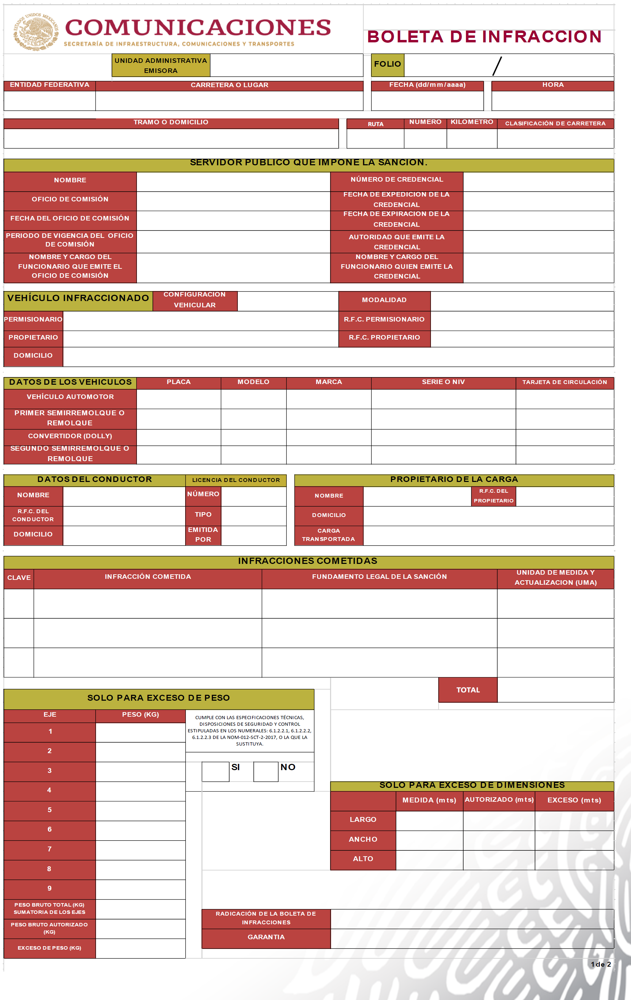 ESTADOS UNIDOS MEXICANOS
COMUNICACIONES
SECRETARÍA DE INFRAESTRUCTURA, COMUNICACIONES Y TRANSPORTES
BOLETA DE INFRACCION
UNIDAD ADMINISTRATIVA
EMISORA
FOLIO /
ENTIDAD FEDERATIVA CARRETERA O LUGAR FECHA (dd/mm/aaaa) HORA
TRAMO O DOMICILIO RUTA NUMERO KILOMETRO CLASIFICACIÓN DE CARRETERA
SERVIDOR PUBLICO QUE IMPONE LA SANCION.
NOMBRE NÚMERO DE CREDENCIAL
OFICIO DE COMISIÓN FECHA DE EXPEDICION DE LA
CREDENCIAL
FECHA DEL OFICIO DE COMISIÓN FECHA DE EXPIRACION DE LA
CREDENCIAL
PERIODO DE VIGENCIA DEL OFICIO
DE COMISIÓN
AUTORIDAD QUE EMITE LA
CREDENCIAL
NOMBRE Y CARGO DEL
FUNCIONARIO QUE EMITE EL
OFICIO DE COMISIÓN
NOMBRE Y CARGO DEL
FUNCIONARIO QUIEN EMITE LA
CREDENCIAL
VEHÍCULO INFRACCIONADO
CONFIGURACION
VEHICULAR
MODALIDAD
PERMISIONARIO R.F.C. PERMISIONARIO
PROPIETARIO R.F.C. PROPIETARIO
DOMICILIO
DATOS DE LOS VEHICULOS PLACA MODELO MARCA SERIE O NIV TARJETA DE CIRCULACIÓN
VEHÍCULO AUTOMOTOR
PRIMER SEMIRREMOLQUE O
REMOLQUE
CONVERTIDOR (DOLLY)
SEGUNDO SEMIRREMOLQUE O
REMOLQUE
DATOS DEL CONDUCTOR LICENCIA DEL CONDUCTOR
NOMBRE NÚMERO
R.F.C. DEL
CONDUCTOR
TIPO
DOMICILIO
EMITIDA
POR
PROPIETARIO DE LA CARGA
NOMBRE
R.F.C. DEL
PROPIETARIO
DOMICILIO
CARGA
TRANSPORTADA
INFRACCIONES COMETIDAS
CLAVE INFRACCIÓN COMETIDA FUNDAMENTO LEGAL DE LA SANCIÓN UNIDAD DE MEDIDA Y
ACTUALIZACION (UMA)
TOTAL
SOLO PARA EXCESO DE PESO
EJE PESO (KG)
1
2
3
4
5
6
7
8
9
PESO BRUTO TOTAL (KG)
SUMATORIA DE LOS EJES
PESO BRUTO AUTORIZADO
(KG)
EXCESO DE PESO (KG)
CUMPLE CON LAS ESPECIFICACIONES TÉCNICAS,
DISPOSICIONES DE SEGURIDAD Y CONTROL
ESTIPULADAS EN LOS NUMERALES: 6.1.2.2.1, 6.1.2.2.2,
6.1.2.2.3 DE LA NOM-012-SCT-2-2017, O LA QUE LA
SUSTITUYA.
SI NO
SOLO PARA EXCESO DE DIMENSIONES
MEDIDA (mts) AUTORIZADO (mts) EXCESO (mts)
LARGO
ANCHO
ALTO
RADICACIÓN DE LA BOLETA DE
INFRACCIONES
GARANTIA
1 de 2